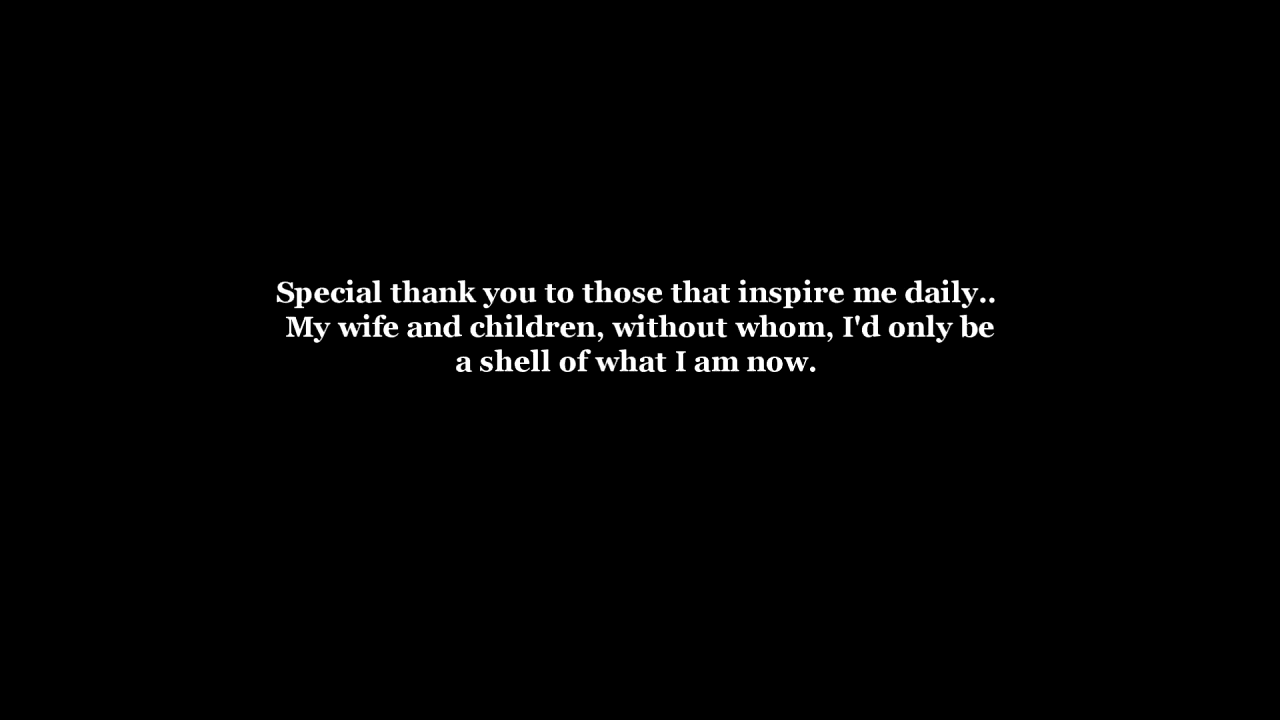 Special thank you to those that inspire me daily..
My wife and children, without whom, I'd only be
a shell of what I am now.